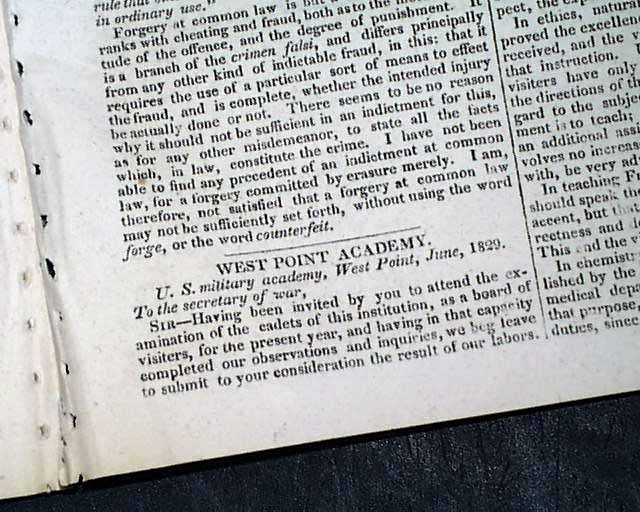 rule that
in ordinary use."
Forgery at common law is but
ranks with cheating and fraud, both as to the
tude of the offence, and the degree of punishment. It
is a branch of the crimen falsi, and differs principally
from any other kind of indictable fraud, in this: that it
requires the use of a particular sort of means to effect
the fraud, and is complete, whether the intended injury
be actually done or not. There seems to be no reason
why it should not be sufficient in an indictment for this,
as for any other misdemeanor, to state all the facts
which, in law, constitute the crime. I have not been
able to find any precedent of an indictment at common
law, for a forgery committed by erasure merely. I am,
therefore, not satisfied that a forgery at common law
may not be sufficiently set forth, without using the word
forge, or the word counterfeit.
WEST POINT ACADEMY.
U. S. military academy, West Point, June, 1829.
To the secretary of war,
SIR—Having been invited by you to attend the ex-
amination of the cadets of this institution, as a board of
visiters, for the present year, and having in that capacity
completed our observations and inquiries, we beg leave
to submit to your consideration the result of our labors.
pect, the
In ethics, natura
proved the excellen
received, and the
that instruction.
visiters have only
the directions of th
gard to the subje
ment is to teach;
an additional ass
volves no increas
with, be very ad
In teaching Fr
should speak th
accent, but th
rectness and
This and the
In chemistr
lished by the
medical depa
that purpose
duties, since